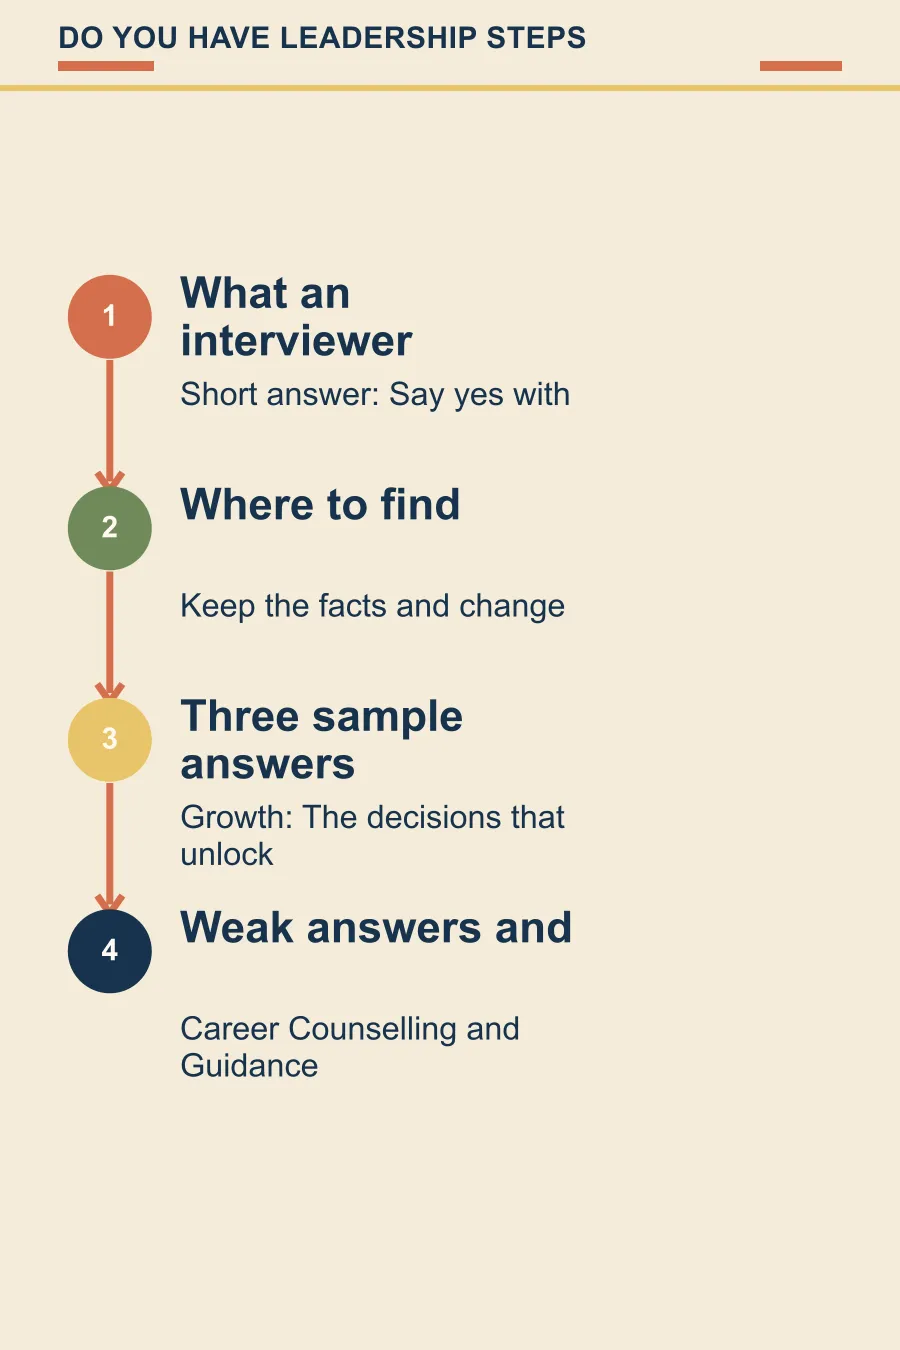 DO YOU HAVE LEADERSHIP STEPS
1
What an
interviewer
Short answer: Say yes with
2
Where to find
Keep the facts and change
3
Three sample
answers
Growth: The decisions that
unlock
4
Weak answers and
Career Counselling and
Guidance